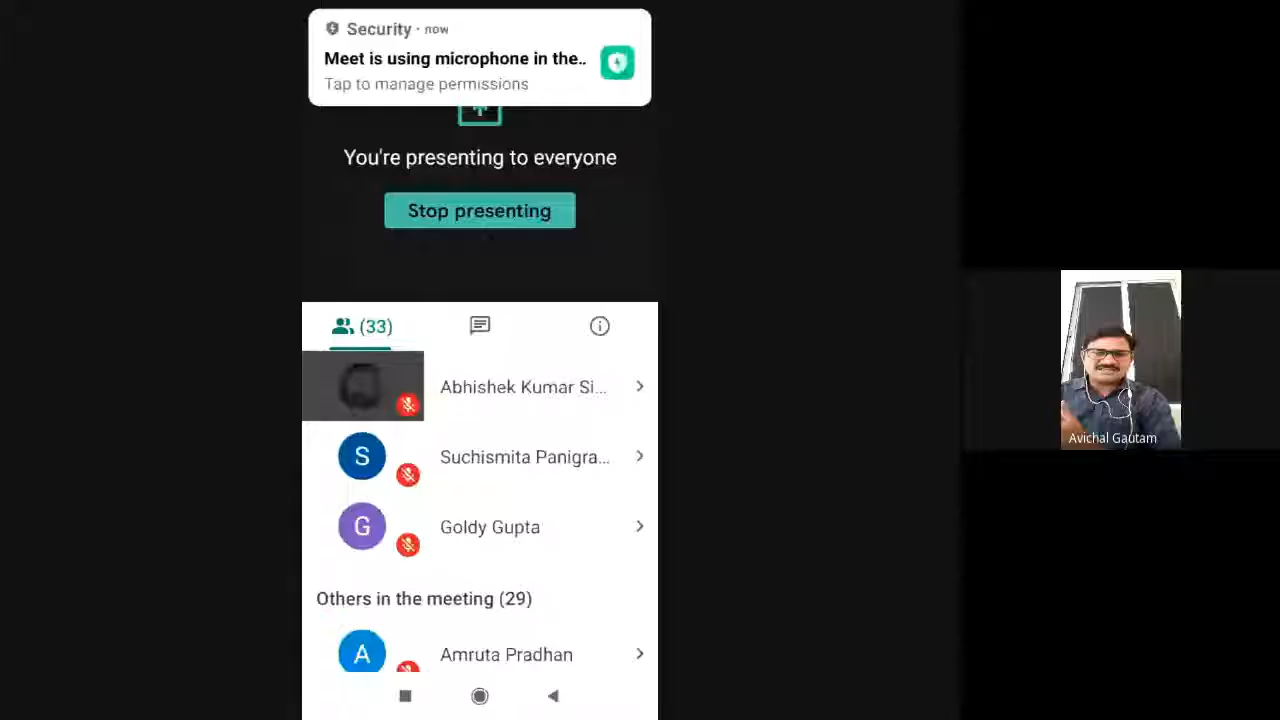 Security · now
Meet is using microphone in the..
Tap to manage permissions
You're presenting to everyone
Stop presenting
(33)
Abhishek Kumar Si...
S
Suchismita Panigra...
G
Goldy Gupta
Others in the meeting (29)
A
Amruta Pradhan
Avichal Gautam